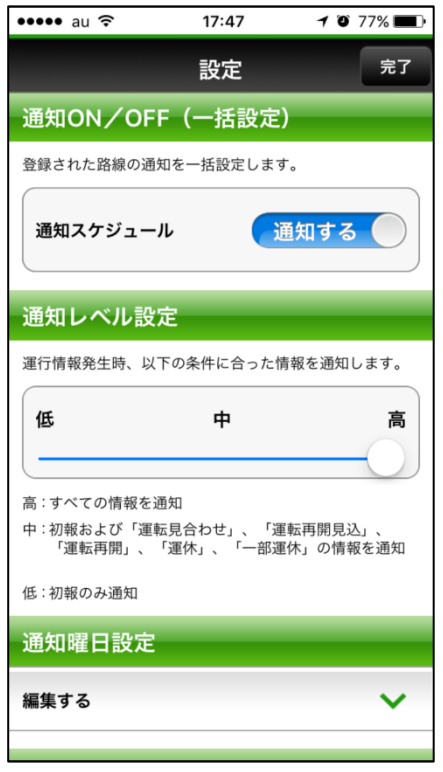 au 17:47 77%
設定
完了
通知ON／OFF（一括設定）
登録された路線の通知を一括設定します。
通知スケジュール
通知する
通知レベル設定
運行情報発生時、以下の条件に合った情報を通知します。
低 中 高
高：すべての情報を通知
中：初報および「運転見合わせ」、「運転再開見込」、
「運転再開」、「運休」、「一部運休」の情報を通知
低：初報のみ通知
通知曜日設定
編集する